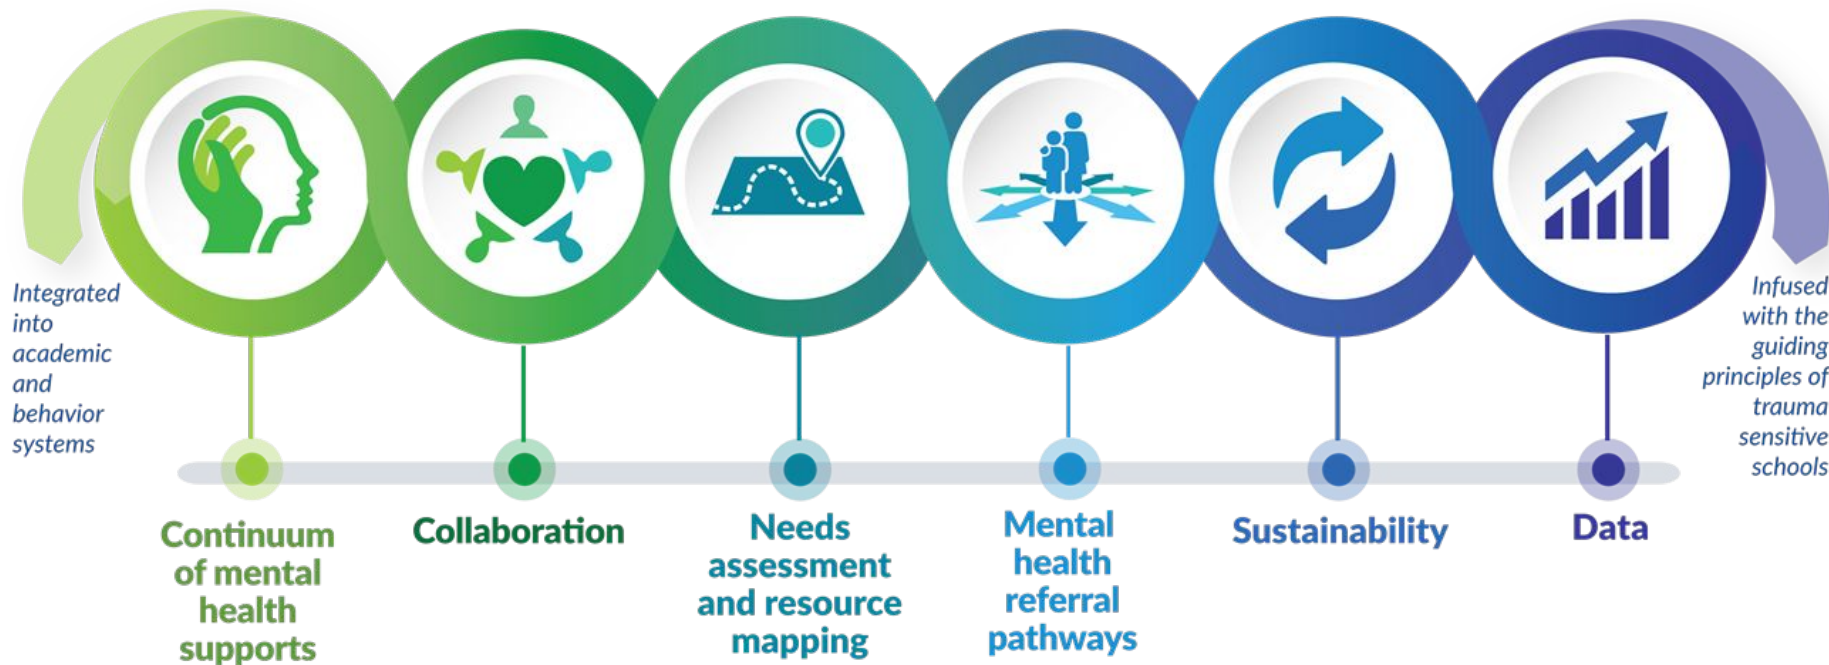 Integrated
into
academic
and
behavior
systems
Infused
with the
guiding
principles of
trauma
sensitive
schools
Continuum
of mental
health
supports
Collaboration
Needs
assessment
and resource
mapping
Mental
health
referral
pathways
Sustainability
Data